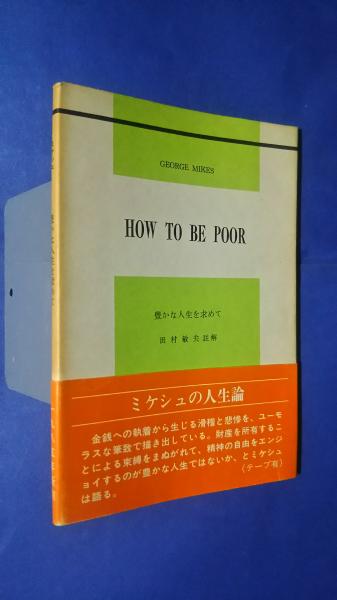 GEORGE MIKES
HOW TO BE POOR
豊かな人生を求めて
田村敏夫註解
ミケシュの人生論
金銭への執着から生じる滑稽と悲惨を、ユーモ
ラスな筆致で描き出している。財産を所有するこ
とによる束縛をまぬがれて、精神の自由をエンジ
ョイするのが豊かな人生ではないか、とミケシュ
は語る。
(テープ有)